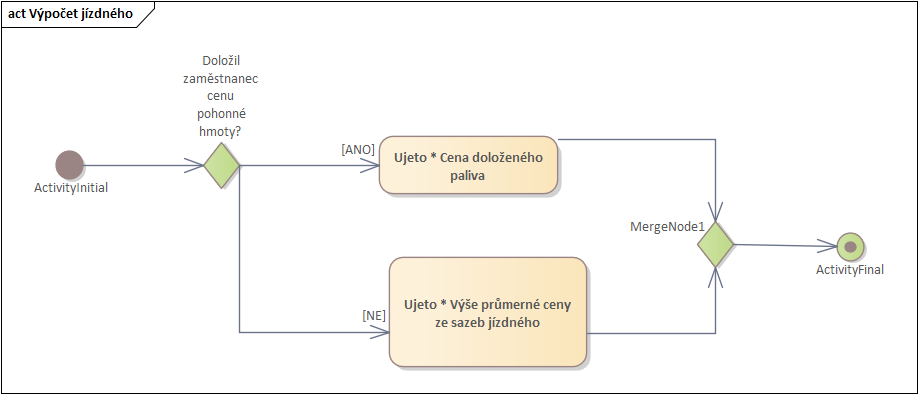 act Výpočet jízdného
Doložil
zaměstnanec
cenu
pohonné
hmoty?
ActivityInitial
[ANO]
Ujeto * Cena doloženého
paliva
MergeNode1
ActivityFinal
[NE]
Ujeto * Výše průmerné ceny
ze sazeb jízdného